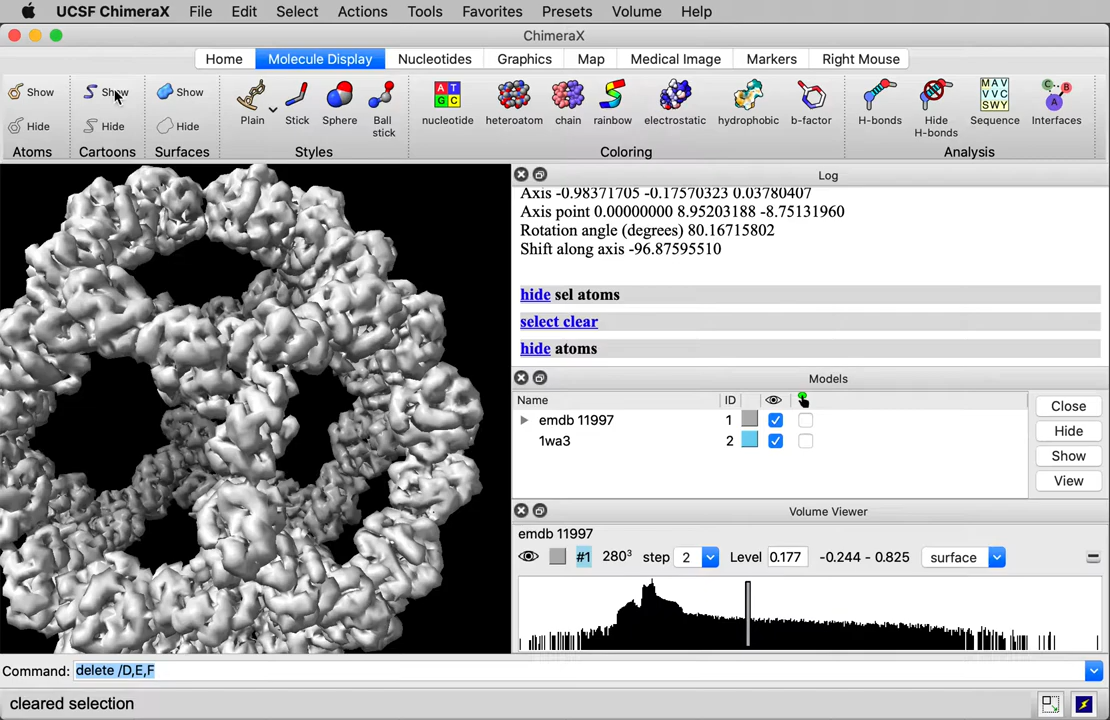 UCSF ChimeraX File Edit Select Actions Tools Favorites Presets Volume Help
ChimeraX
Home Molecule Display Nucleotides Graphics Map Medical Image Markers Right Mouse
Show Show Show
Hide Hide Hide
Atoms Cartoons Surfaces
Plain Stick Sphere Ball stick
Styles
A T G C
nucleotide heteroatom chain rainbow electrostatic hydrophobic b-factor
Coloring
MAV VVC SWY
C B A
H-bonds Hide H-bonds Sequence Interfaces
Analysis
Log
Axis -0.98371705 -0.17570323 0.03780407
Axis point 0.00000000 8.95203188 -8.75131960
Rotation angle (degrees) 80.16715802
Shift along axis -96.87595510
hide sel atoms
select clear
hide atoms
Models
Name ID
emdb 11997 1
1wa3 2
Close
Hide
Show
View
Volume Viewer
emdb 11997
#1 280³ step 2 Level 0.177 -0.244 - 0.825 surface
Command: delete /D,E,F
cleared selection